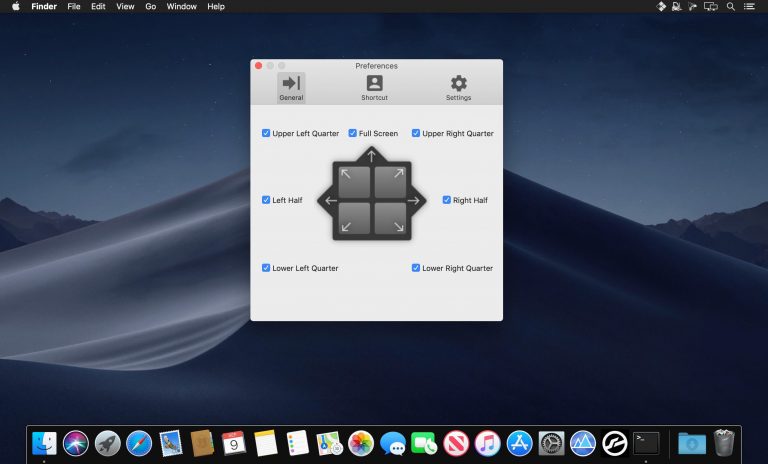 Finder File Edit View Go Window Help
Preferences
General Shortcut Settings
Upper Left Quarter Full Screen Upper Right Quarter
Left Half Right Half
Lower Left Quarter Lower Right Quarter
9
>_